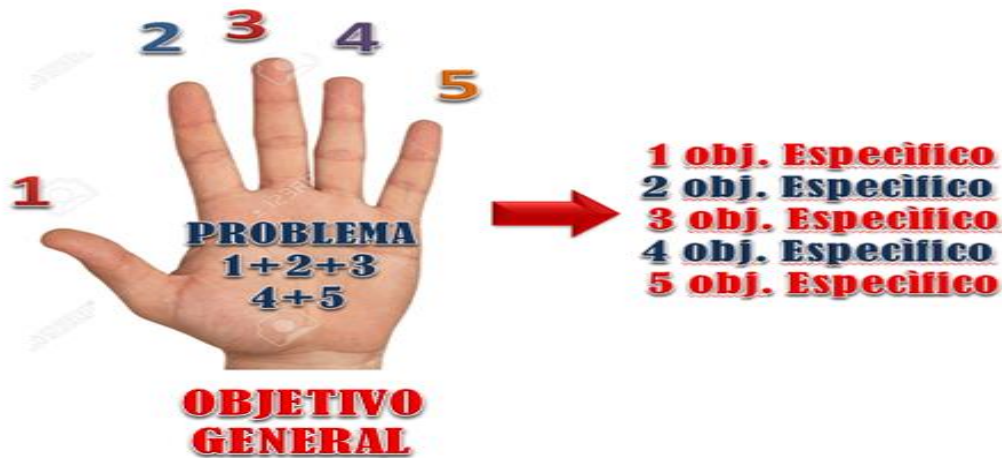 2
3
4
5
1
PROBLEMA
1+2+3
4+5
OBJETIVO
GENERAL
1 obj. Especìfico
2 obj. Especìfico
3 obj. Especìfico
4 obj. Especìfico
5 obj. Especìfico